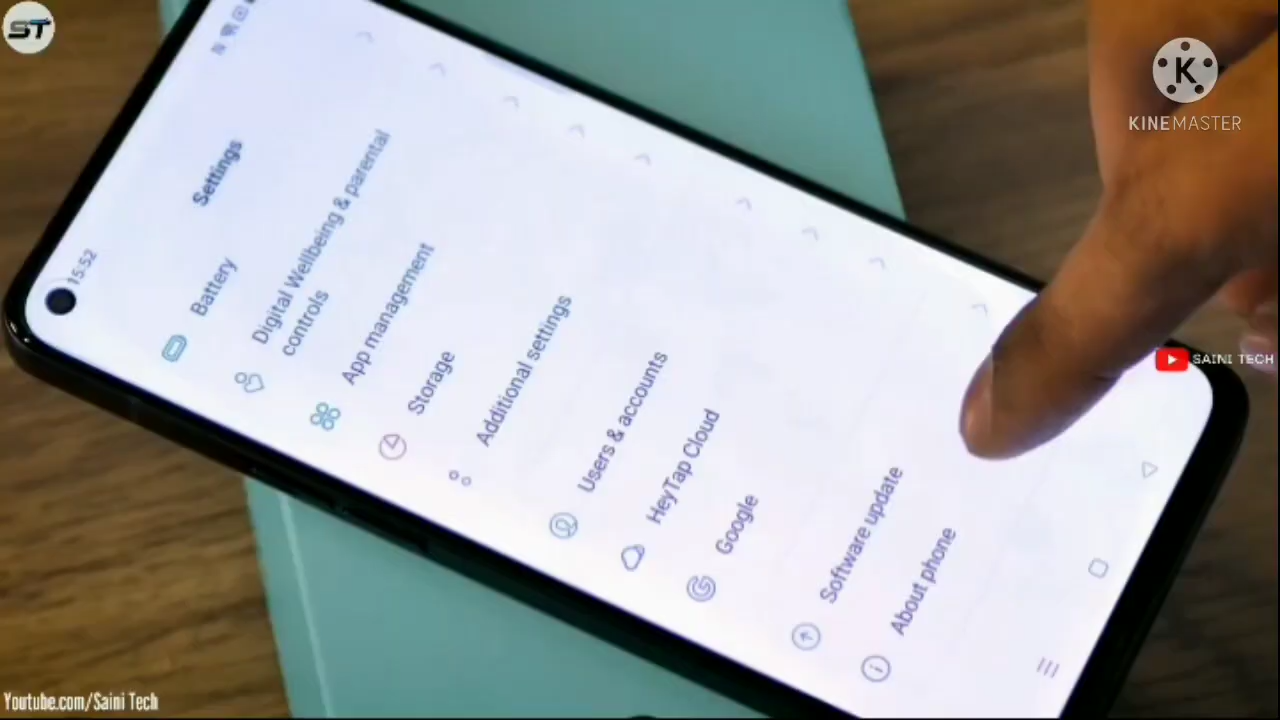 ST
K
KINEMASTER
15:52
Settings
Battery
Digital Wellbeing & parental
controls
App management
Storage
Additional settings
Users & accounts
HeyTap Cloud
Google
Software update
About phone
SAINI TECH
Youtube.com/Saini Tech